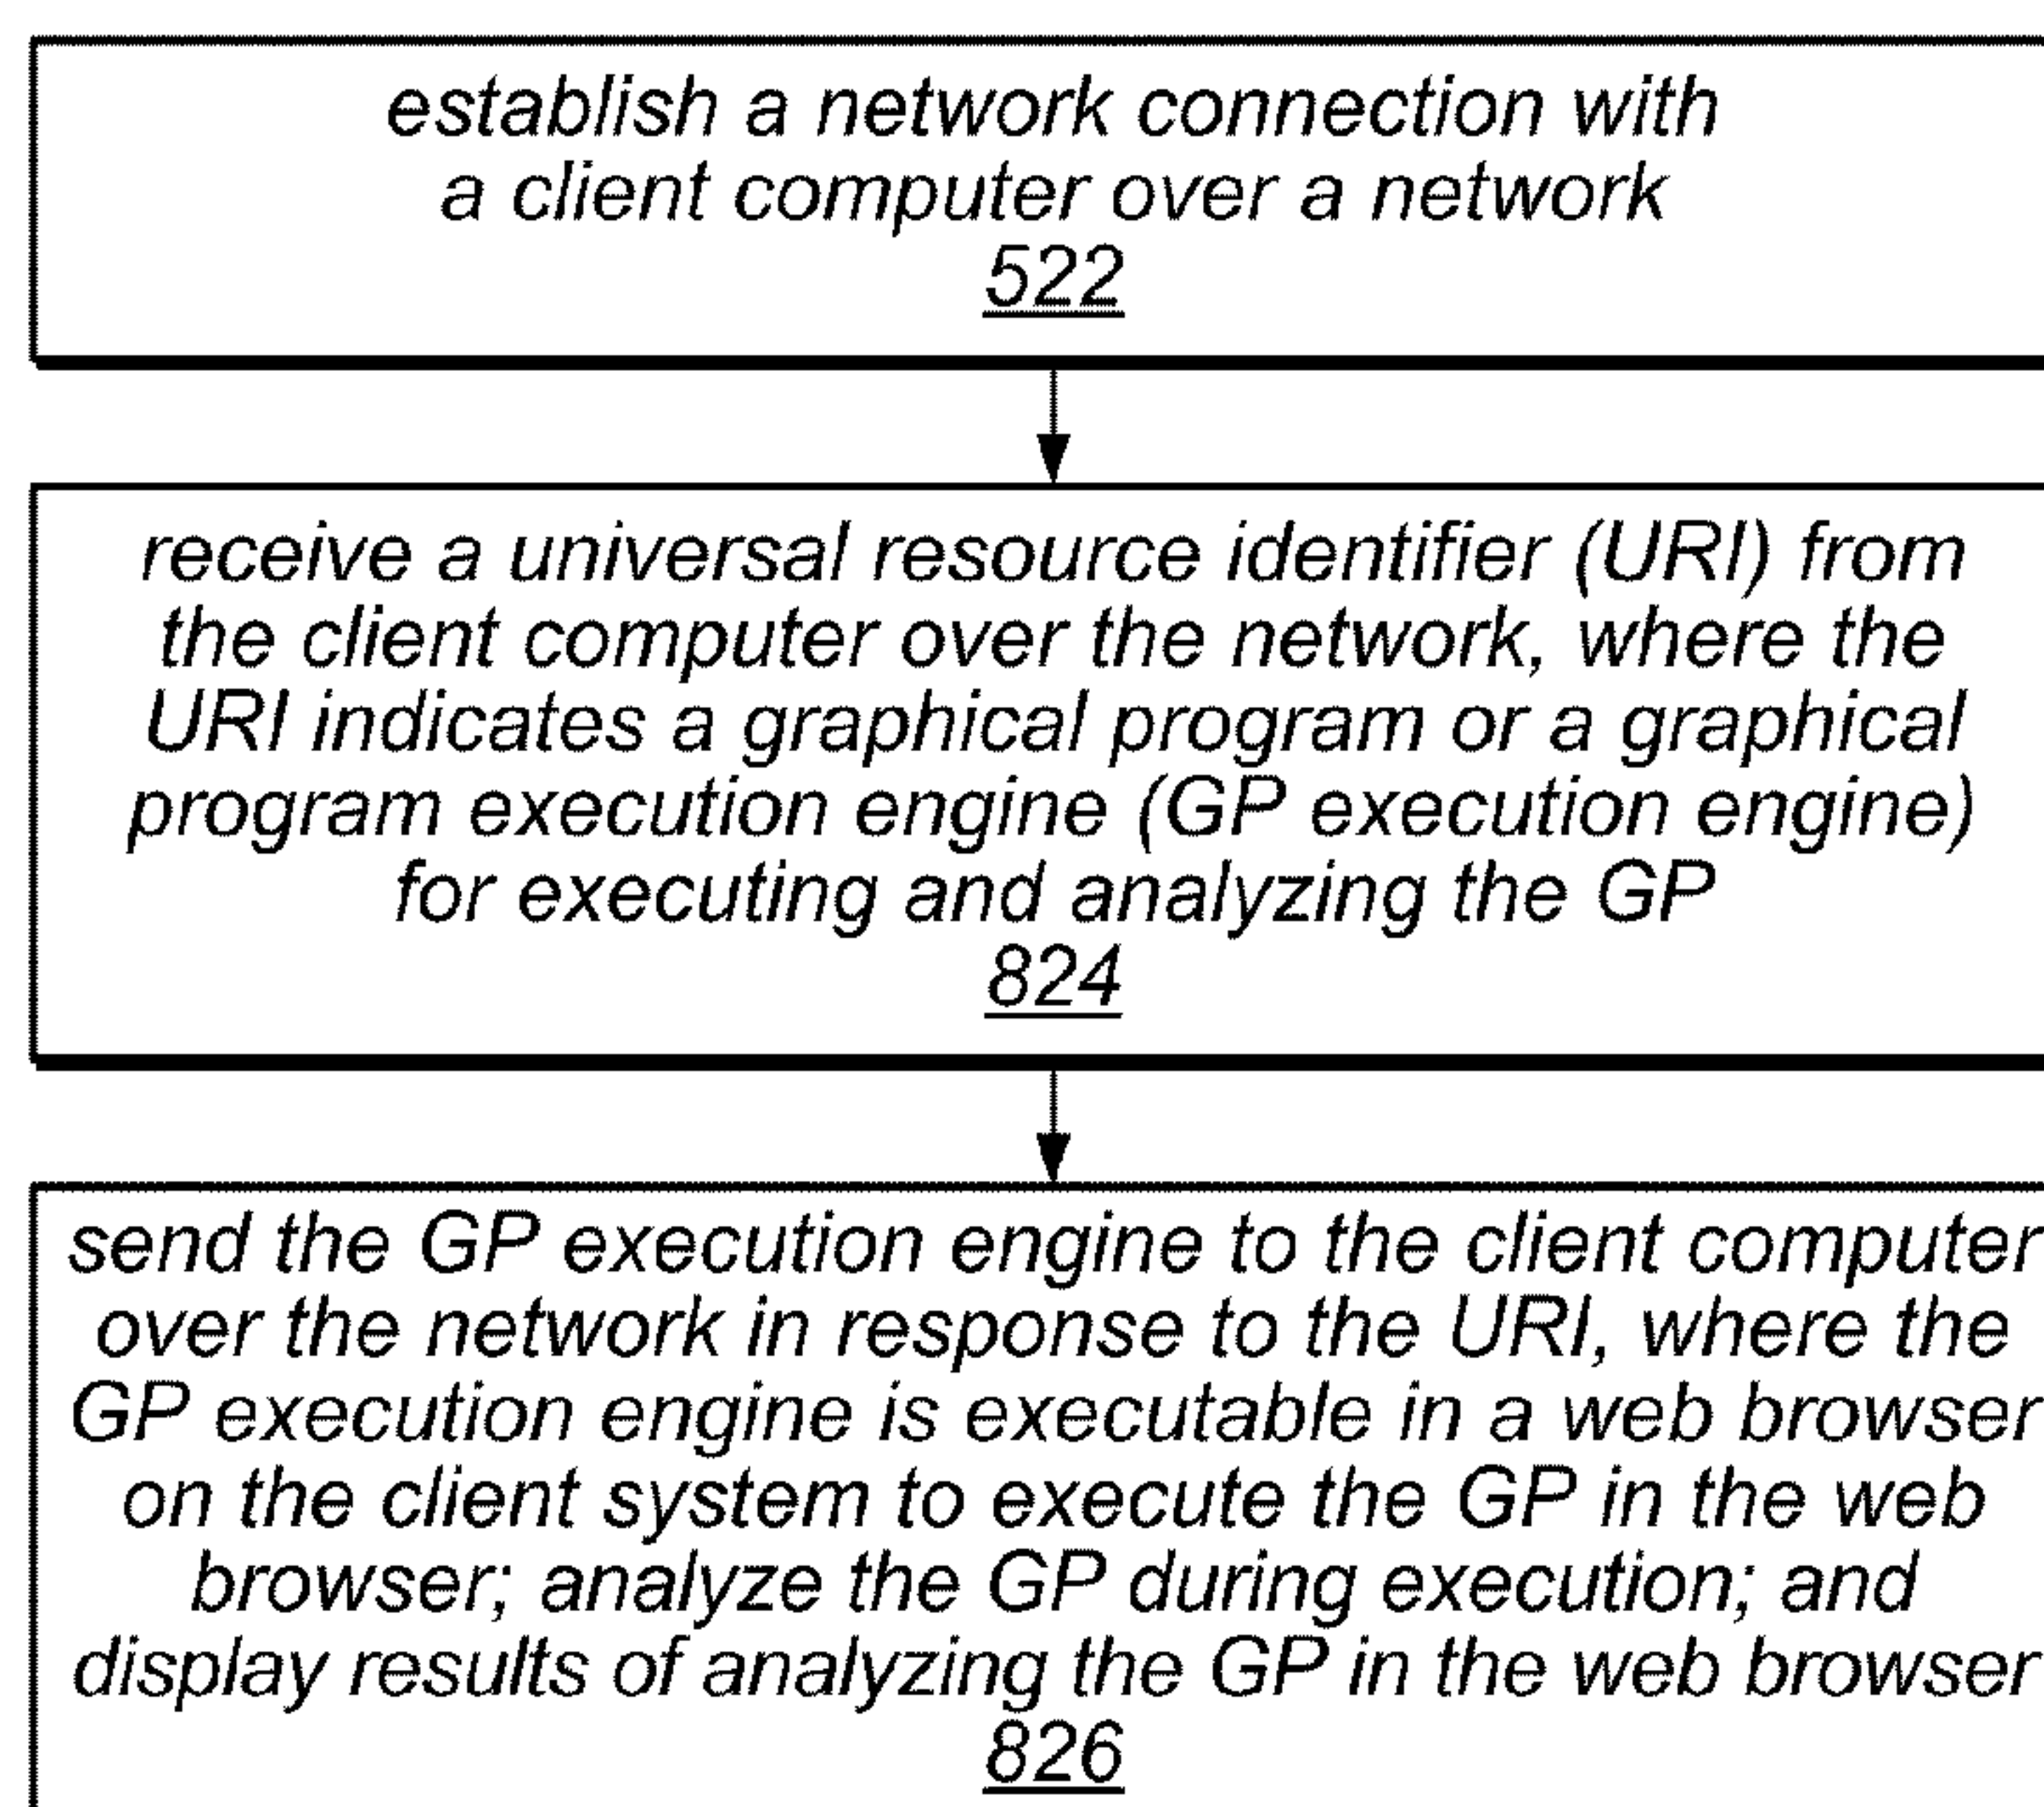 establish a network connection with
a client computer over a network
522
receive a universal resource identifier (URI) from
the client computer over the network, where the
URI indicates a graphical program or a graphical
program execution engine (GP execution engine)
for executing and analyzing the GP
824
send the GP execution engine to the client computer
over the network in response to the URI, where the
GP execution engine is executable in a web browser
on the client system to execute the GP in the web
browser; analyze the GP during execution; and
display results of analyzing the GP in the web browser
826